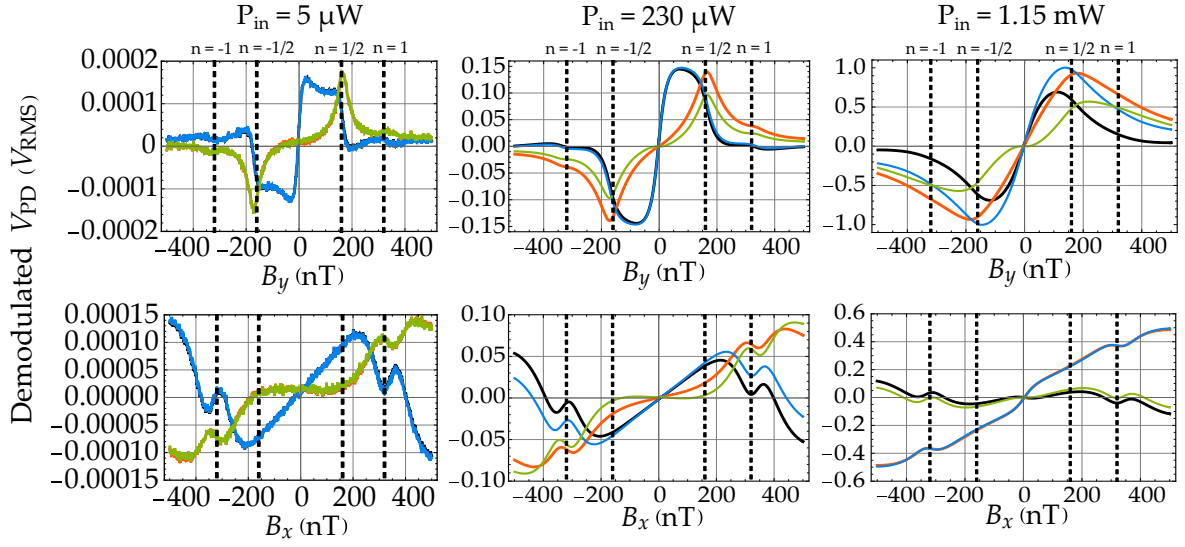 P_in = 5 μW
P_in = 230 μW
P_in = 1.15 mW
n = -1 n = -1/2 n = 1/2 n = 1
n = -1 n = -1/2 n = 1/2 n = 1
n = -1 n = -1/2 n = 1/2 n = 1
Demodulated V_PD (V_RMS)
0.0002
0.0001
0
−0.0001
−0.0002
−400 −200 0 200 400
B_y (nT)
0.15
0.10
0.05
0.00
−0.05
−0.10
−0.15
−400 −200 0 200 400
B_y (nT)
1.0
0.5
0.0
−0.5
−1.0
−400 −200 0 200 400
B_y (nT)
0.00015
0.00010
0.00005
0.00000
−0.00005
−0.00010
−0.00015
−400 −200 0 200 400
B_x (nT)
0.10
0.05
0.00
−0.05
−0.10
−400 −200 0 200 400
B_x (nT)
0.6
0.4
0.2
0.0
−0.2
−0.4
−0.6
−400 −200 0 200 400
B_x (nT)